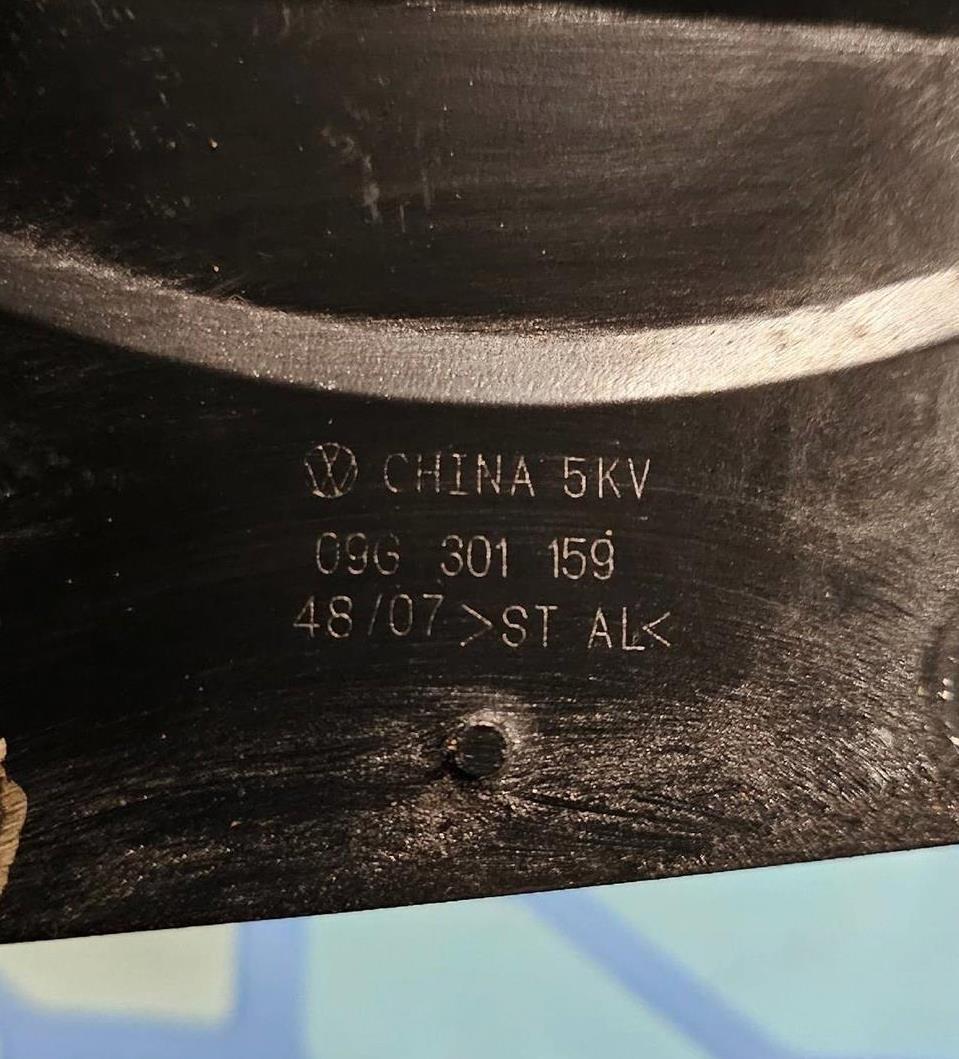 CHINA 5KV
09G 301 159
48/07 >ST AL<